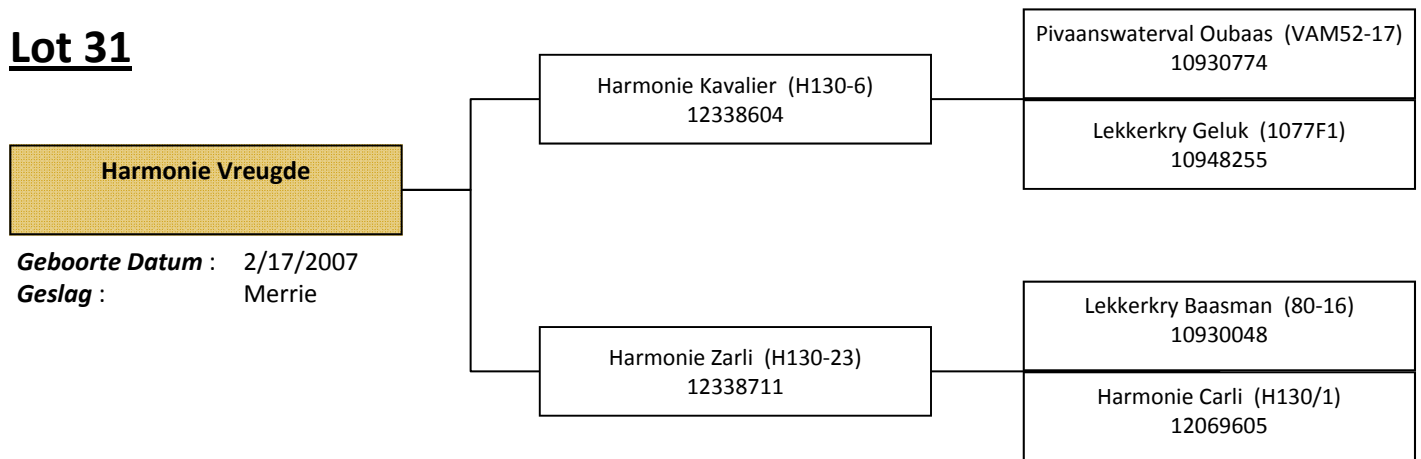 Lot 31
Harmonie Vreugde
Geboorte Datum : 2/17/2007
Geslag : Merrie
Harmonie Kavalier (H130-6)
12338604
Harmonie Zarli (H130-23)
12338711
Pivaanswaterval Oubaas (VAM52-17)
10930774
Lekkerkry Geluk (1077F1)
10948255
Lekkerkry Baasman (80-16)
10930048
Harmonie Carli (H130/1)
12069605